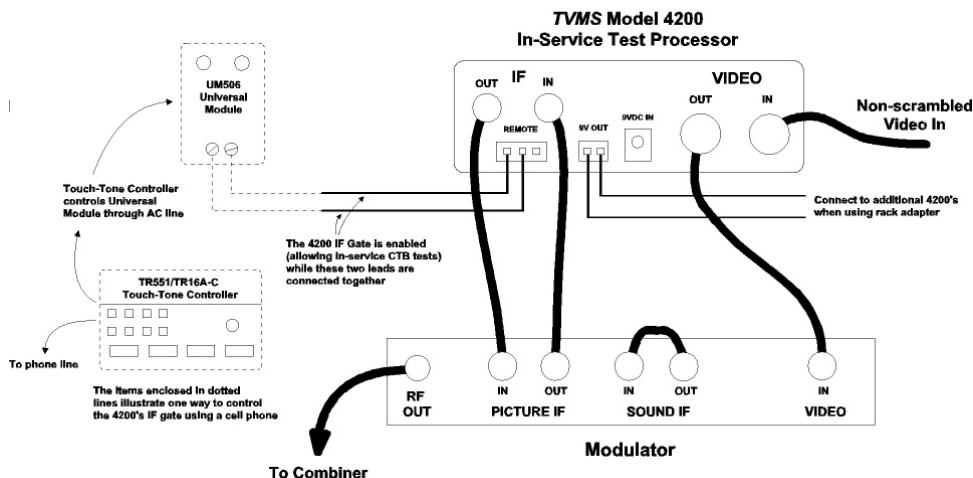 TVMS Model 4200
In-Service Test Processor
UM506
Universal
Module
OUT
IF
IN
VIDEO
OUT
IN
REMOTE
9V OUT
9VDC IN
Non-scrambled
Video In
Touch-Tone Controller
controls Universal
Module through AC line
Connect to additional 4200's
when using rack adapter
The 4200 IF Gate is enabled
(allowing in-service CTB tests)
while these two leads are
connected together
TR551/TR16A-C
Touch-Tone Controller
To phone line
The items enclosed in dotted
lines illustrate one way to control
the 4200's IF gate using a cell phone
RF
OUT
IN
OUT
PICTURE IF
IN
OUT
SOUND IF
IN
VIDEO
Modulator
To Combiner